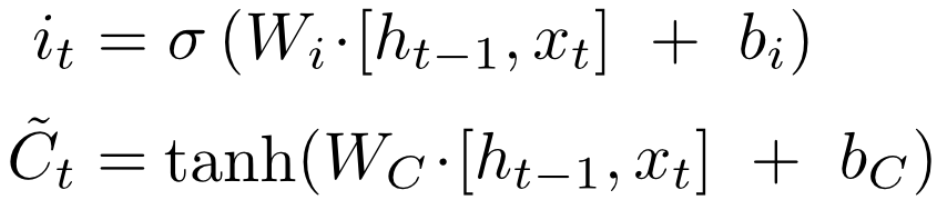 i_t = σ (W_i·[h_{t−1}, x_t] + b_i)
C̃_t = tanh(W_C·[h_{t−1}, x_t] + b_C)